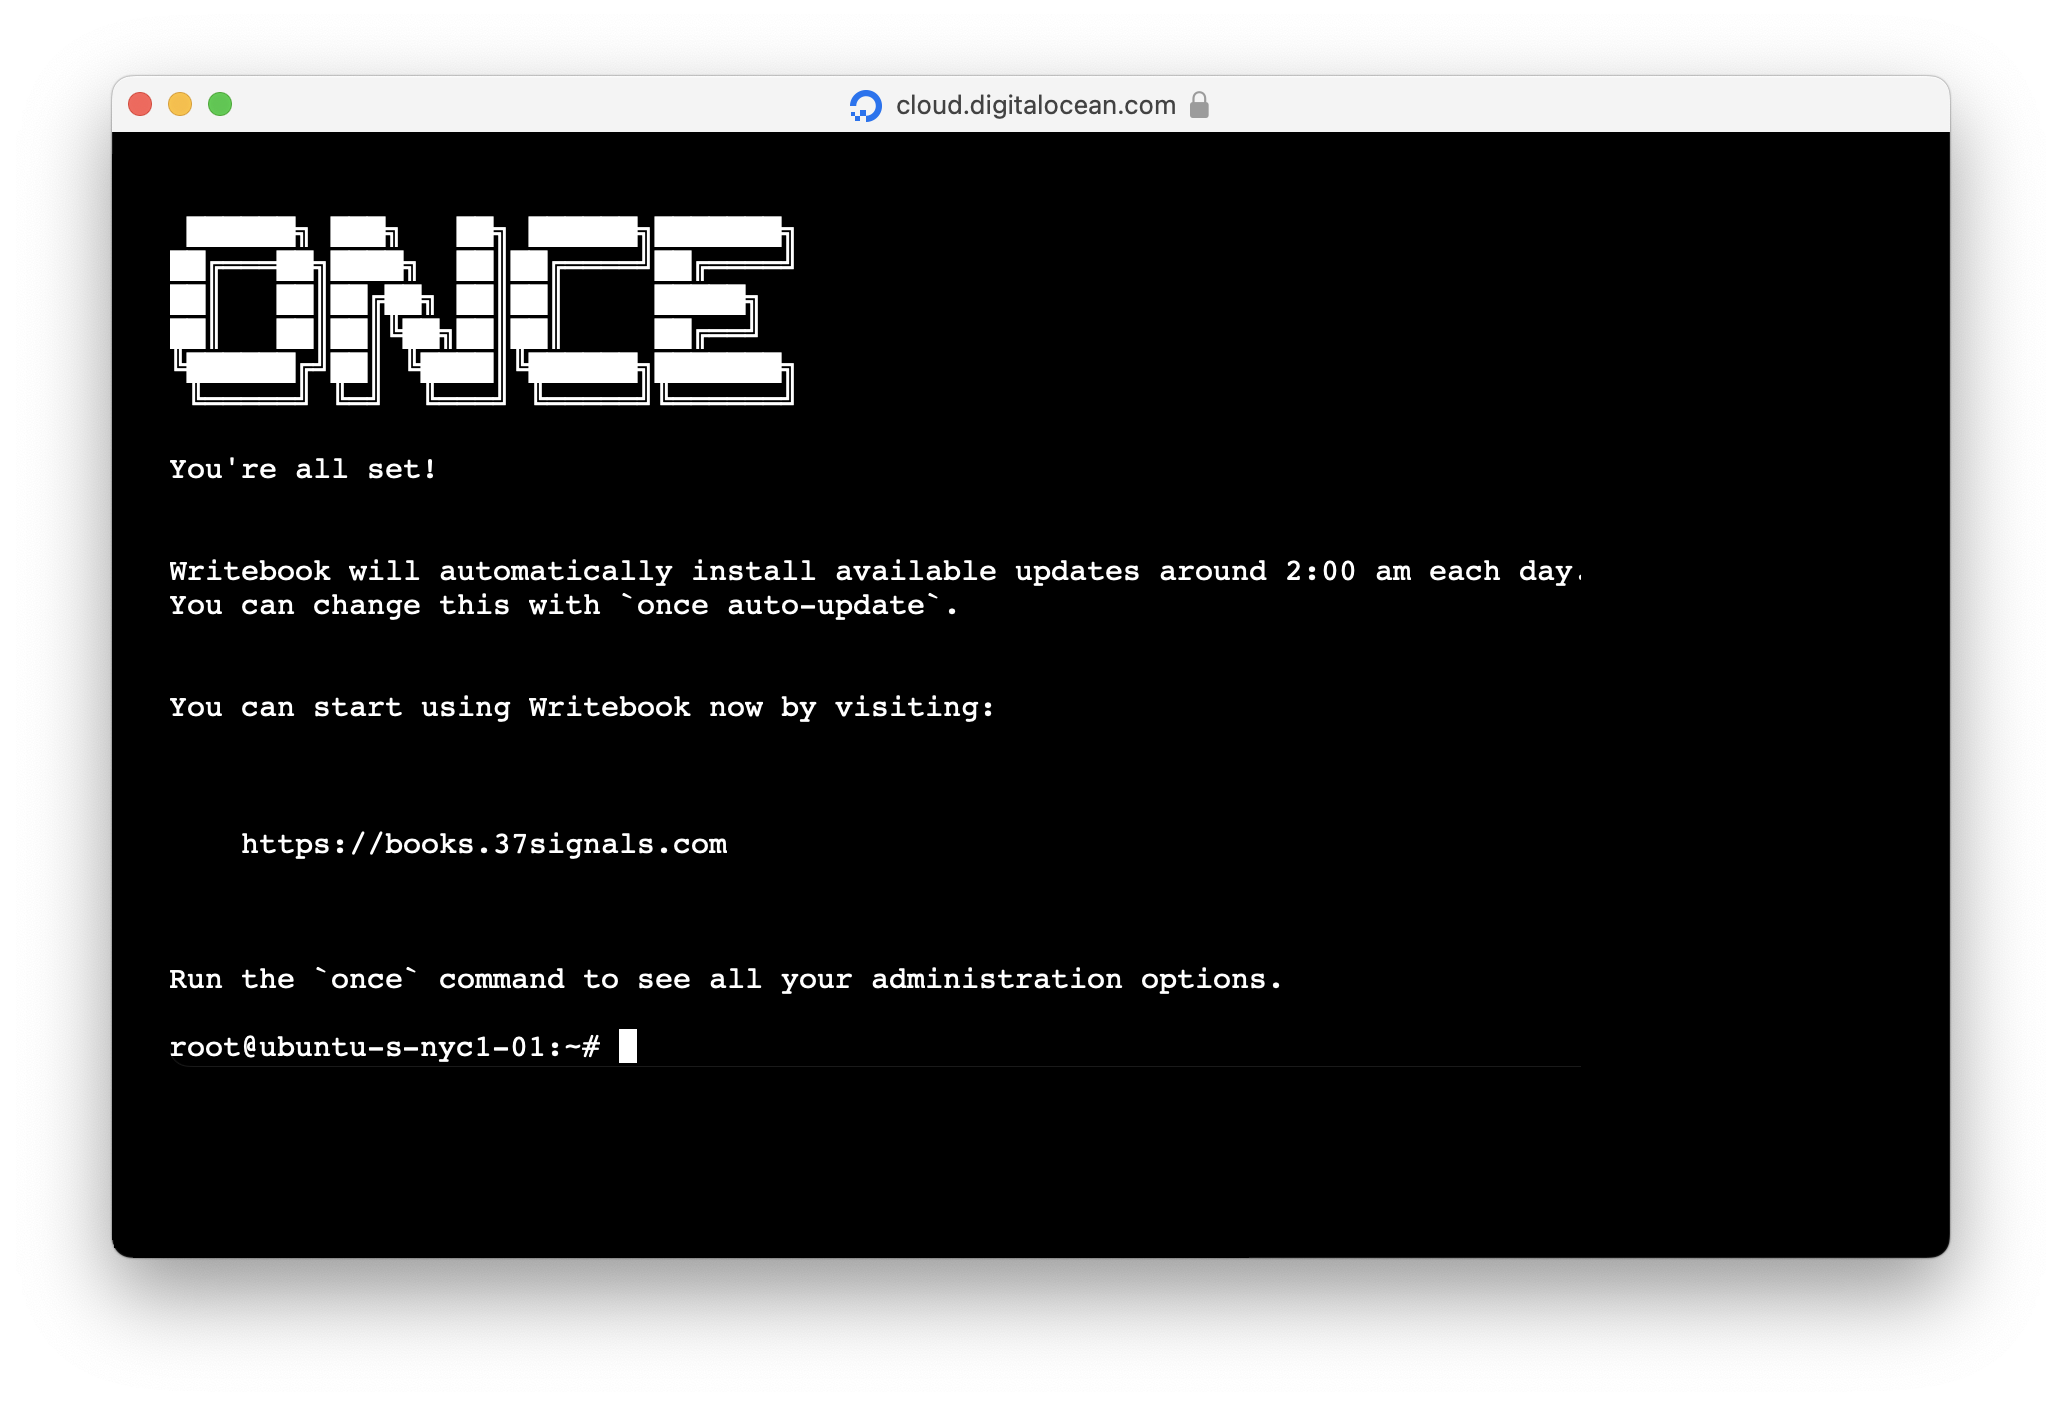 cloud.digitalocean.com
ONCE
You're all set!
Writebook will automatically install available updates around 2:00 am each day.
You can change this with `once auto-update`.
You can start using Writebook now by visiting:
https://books.37signals.com
Run the `once` command to see all your administration options.
root@ubuntu-s-nyc1-01:~#